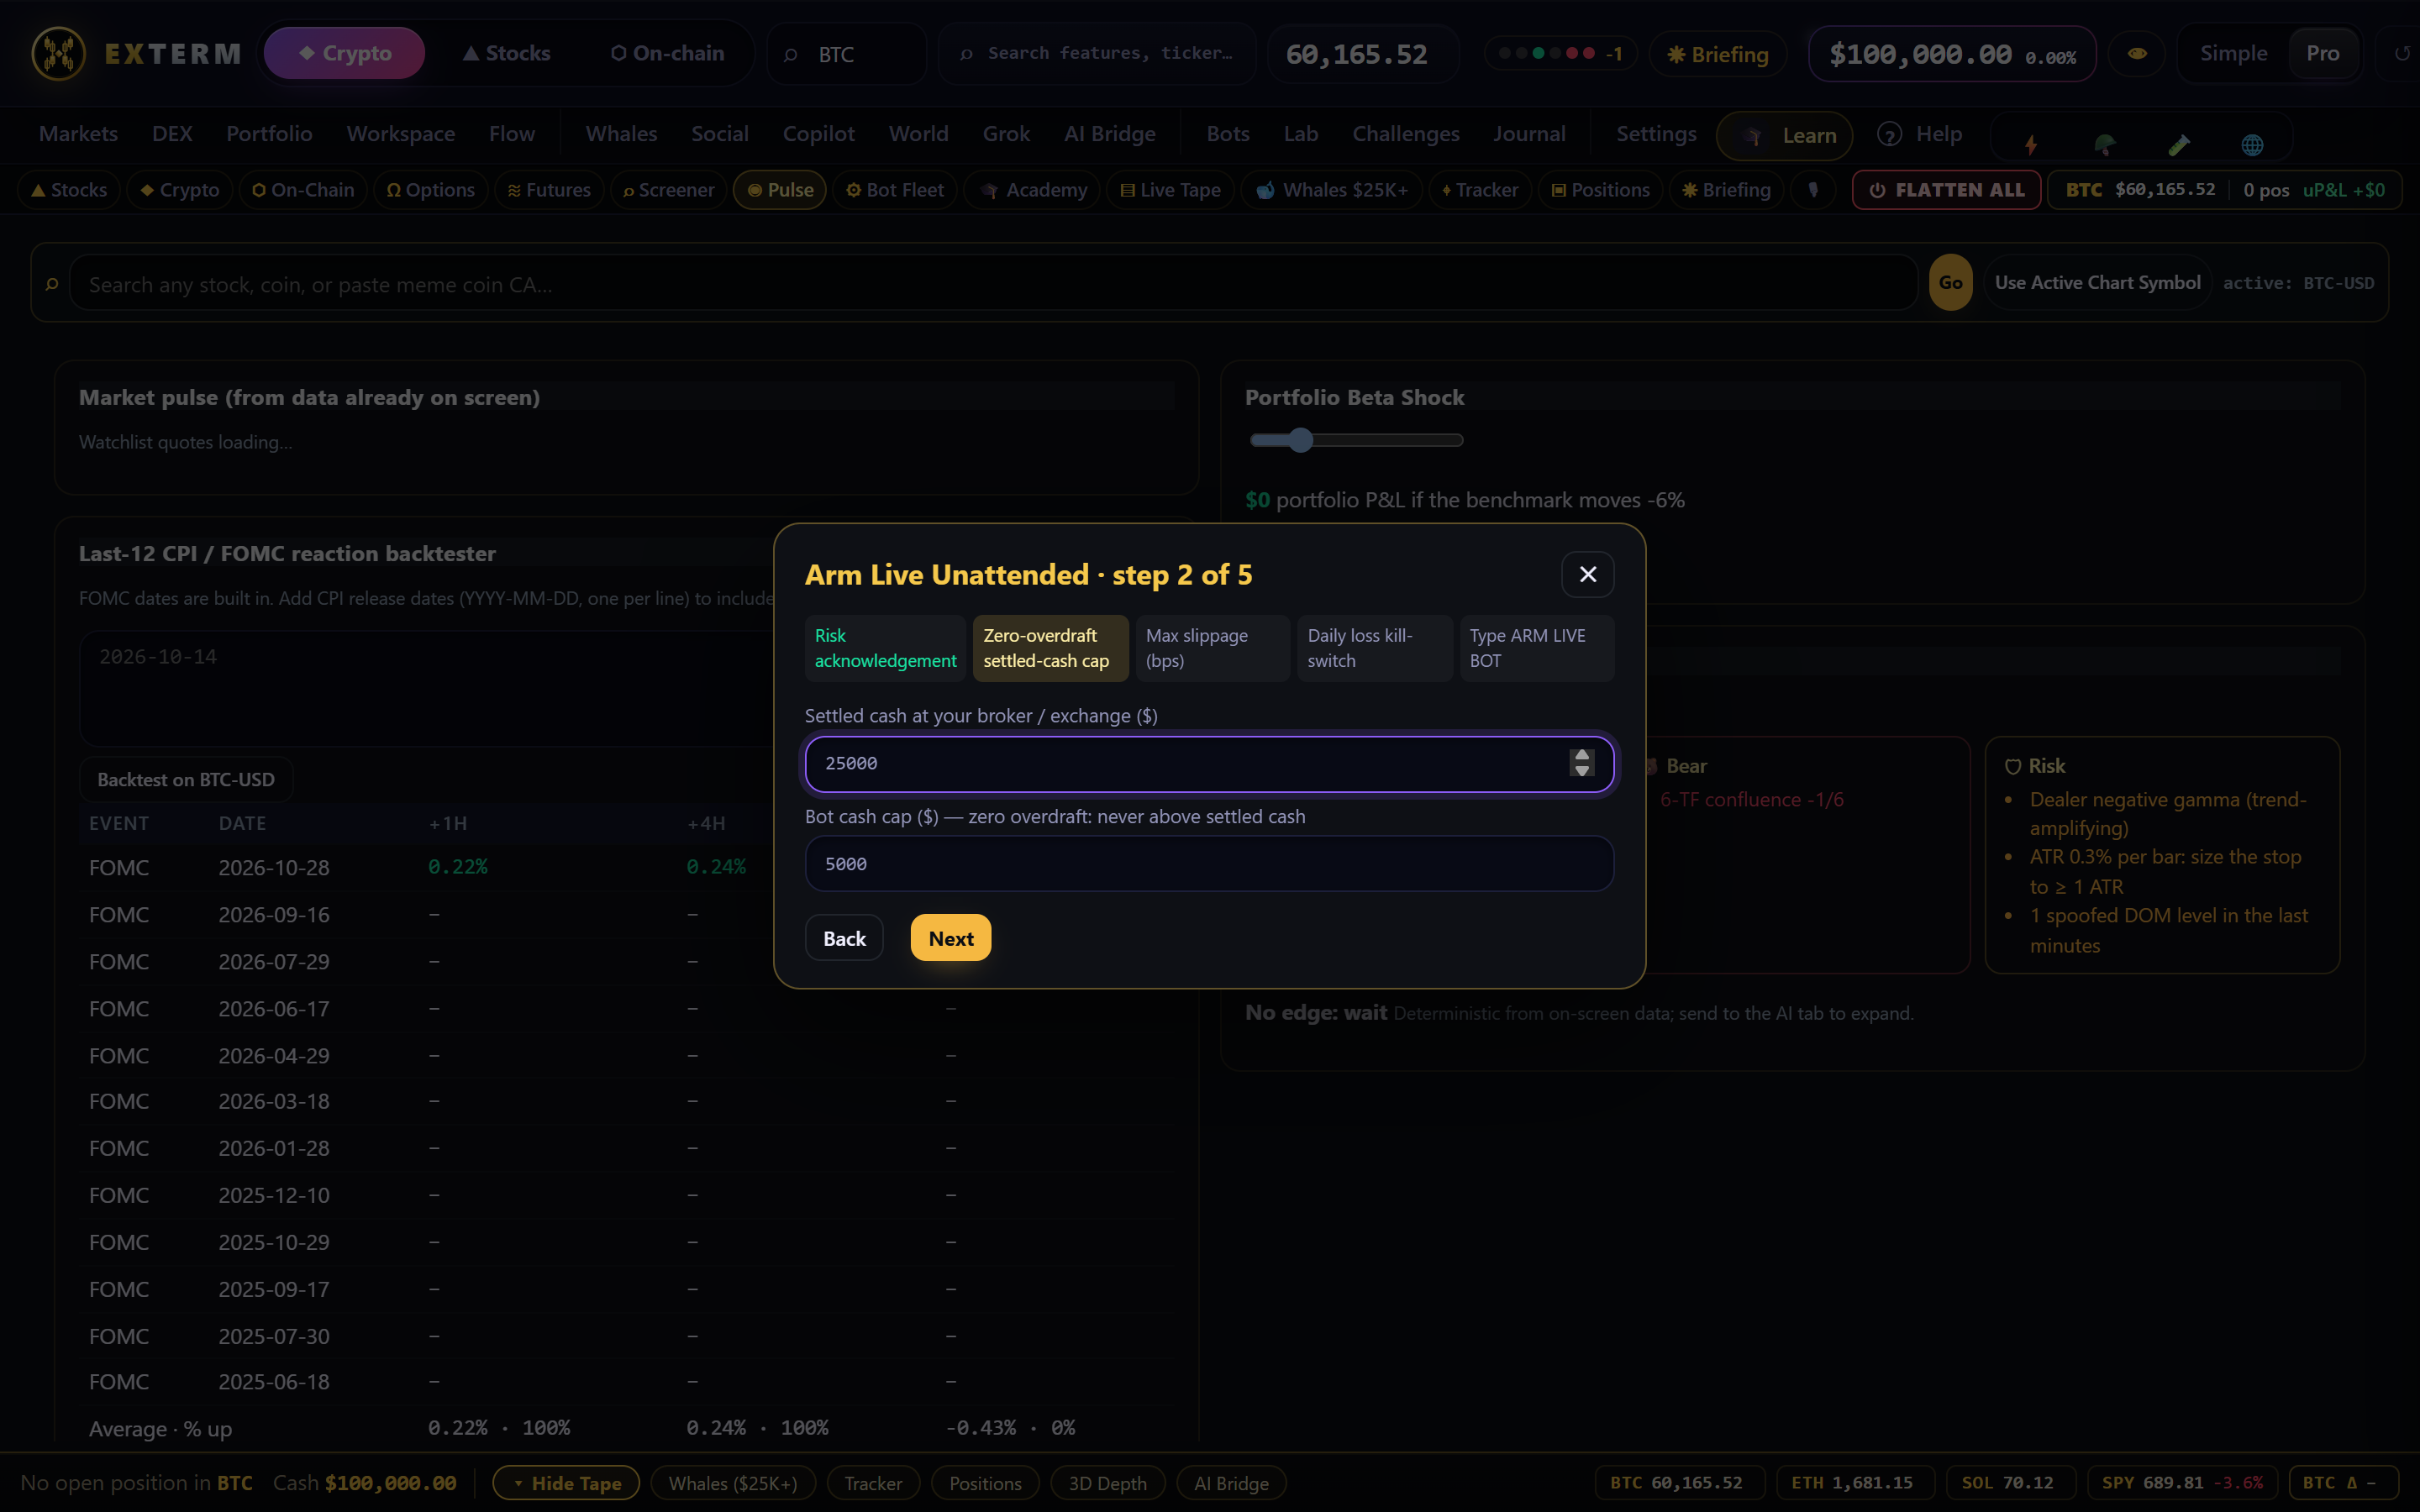 EXTERM
Crypto
Stocks
On-chain
BTC
Search features, ticker…
60,165.52
-1
Briefing
$100,000.00 0.00%
Simple
Pro
Markets
DEX
Portfolio
Workspace
Flow
Whales
Social
Copilot
World
Grok
AI Bridge
Bots
Lab
Challenges
Journal
Settings
Learn
? Help
Stocks
Crypto
On-Chain
Ω Options
Futures
Screener
Pulse
Bot Fleet
Academy
Live Tape
Whales $25K+
Tracker
Positions
Briefing
FLATTEN ALL
BTC $60,165.52 0 pos uP&L +$0
Search any stock, coin, or paste meme coin CA…
Go
Use Active Chart Symbol
active: BTC-USD
Market pulse (from data already on screen)
Watchlist quotes loading…
Portfolio Beta Shock
$0 portfolio P&L if the benchmark moves -6%
Last-12 CPI / FOMC reaction backtester
FOMC dates are built in. Add CPI release dates (YYYY-MM-DD, one per line) to include
2026-10-14
Backtest on BTC-USD
EVENT DATE +1H +4H
FOMC 2026-10-28 0.22% 0.24%
FOMC 2026-09-16 – –
FOMC 2026-07-29 – –
FOMC 2026-06-17 – – –
FOMC 2026-04-29 – – –
FOMC 2026-03-18 – – –
FOMC 2026-01-28 – – –
FOMC 2025-12-10 – – –
FOMC 2025-10-29 – – –
FOMC 2025-09-17 – – –
FOMC 2025-07-30 – – –
FOMC 2025-06-18 – – –
Average · % up 0.22% · 100% 0.24% · 100% -0.43% · 0%
Arm Live Unattended · step 2 of 5
Risk acknowledgement
Zero-overdraft settled-cash cap
Max slippage (bps)
Daily loss kill-switch
Type ARM LIVE BOT
Settled cash at your broker / exchange ($)
25000
Bot cash cap ($) — zero overdraft: never above settled cash
5000
Back
Next
Bear
6-TF confluence -1/6
Risk
• Dealer negative gamma (trend-
amplifying)
• ATR 0.3% per bar: size the stop
to ≥ 1 ATR
• 1 spoofed DOM level in the last
minutes
No edge: wait Deterministic from on-screen data; send to the AI tab to expand.
No open position in BTC Cash $100,000.00
Hide Tape
Whales ($25K+)
Tracker
Positions
3D Depth
AI Bridge
BTC 60,165.52
ETH 1,681.15
SOL 70.12
SPY 689.81 -3.6%
BTC Δ –